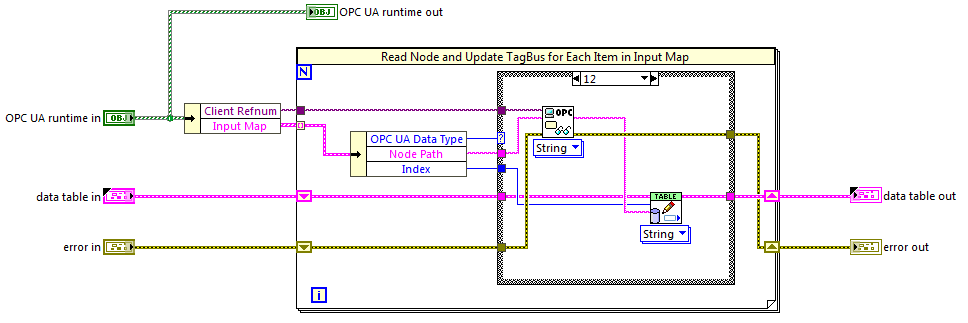 OPC UA runtime out
OBJ
Read Node and Update TagBus for Each Item in Input Map
N
12
OPC UA runtime in
OBJ
Client Refnum
Input Map
OPC
String
?
OPC UA Data Type
Node Path
Index
data table in
TABLE
data table out
String
error in
error out
i